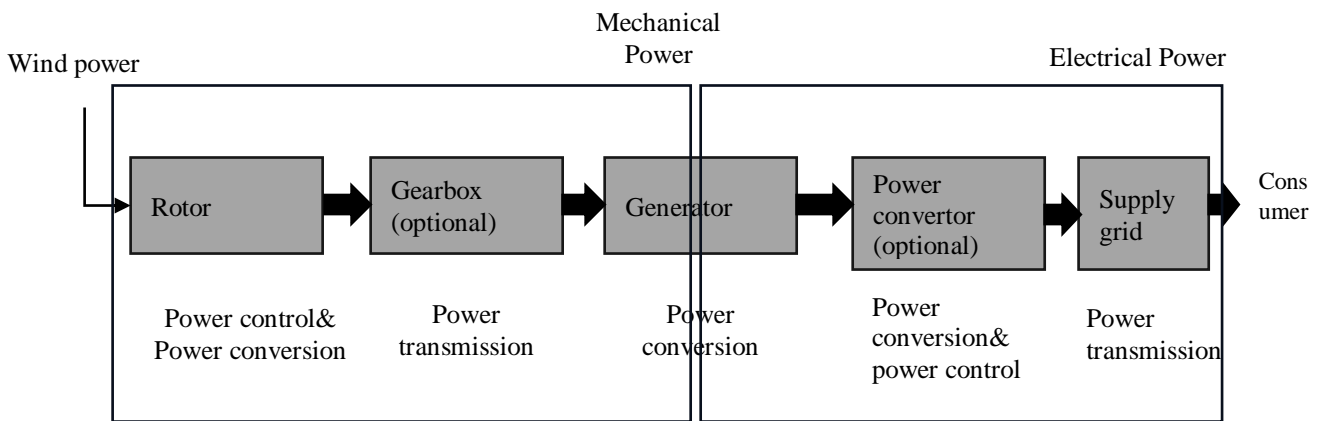 Mechanical
Power
Wind power
Electrical Power
Rotor
Gearbox
(optional)
Generator
Power
convertor
(optional)
Supply
grid
Cons
umer
Power control&
Power conversion
Power
transmission
Power
conversion
Power
conversion&
power control
Power
transmission